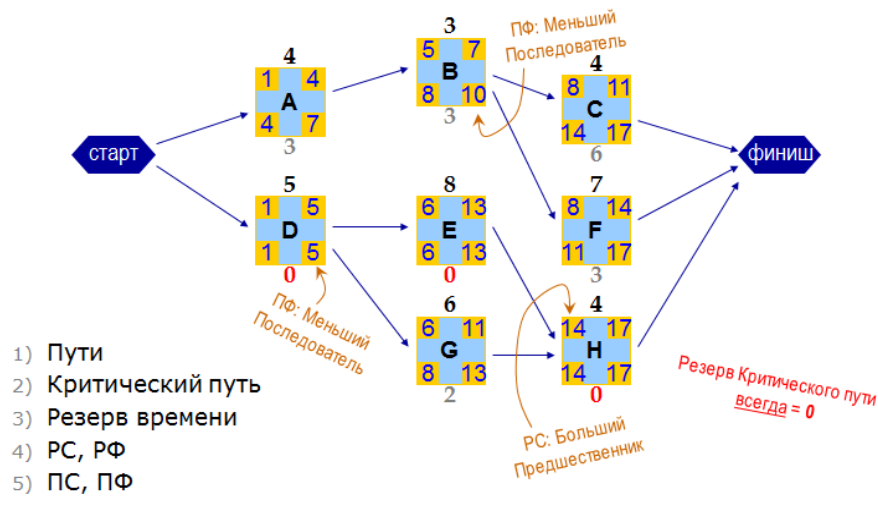 3
ПФ: Меньший
Последователь
4
5 7
4
1 4
B
8 11
A
8 10
C
4 7
3
14 17
3
6
старт
финиш
5
8
7
1 5
6 13
8 14
D
E
F
1 5
6 13
11 17
0
0
3
ПФ: Меньший
Последователь
6
4
6 11
14 17
G
H
8 13
14 17
2
0
Резерв Критического пути
всегда = 0
РС: Больший
Предшественник
1) Пути
2) Критический путь
3) Резерв времени
4) РС, РФ
5) ПС, ПФ